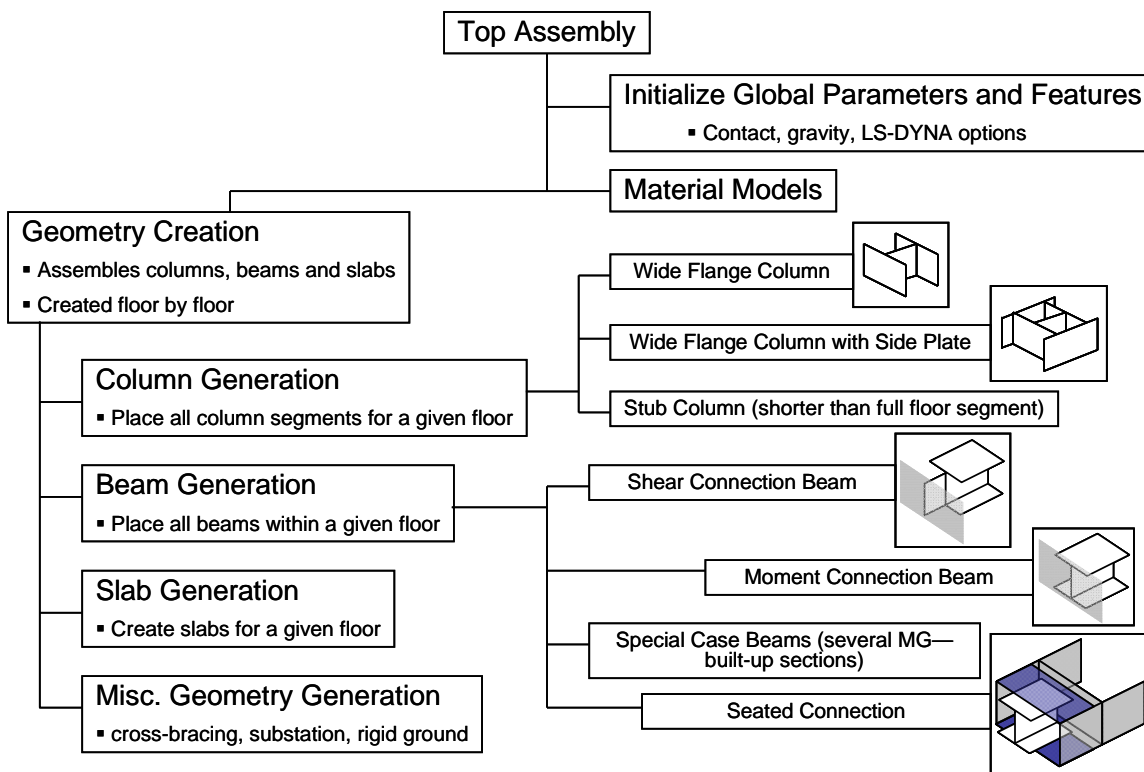 Top Assembly
Initialize Global Parameters and Features
▪ Contact, gravity, LS-DYNA options
Material Models
Geometry Creation
▪ Assembles columns, beams and slabs
▪ Created floor by floor
Wide Flange Column
Wide Flange Column with Side Plate
Column Generation
▪ Place all column segments for a given floor
Stub Column (shorter than full floor segment)
Beam Generation
▪ Place all beams within a given floor
Shear Connection Beam
Moment Connection Beam
Slab Generation
▪ Create slabs for a given floor
Special Case Beams (several MG—
built-up sections)
Misc. Geometry Generation
▪ cross-bracing, substation, rigid ground
Seated Connection